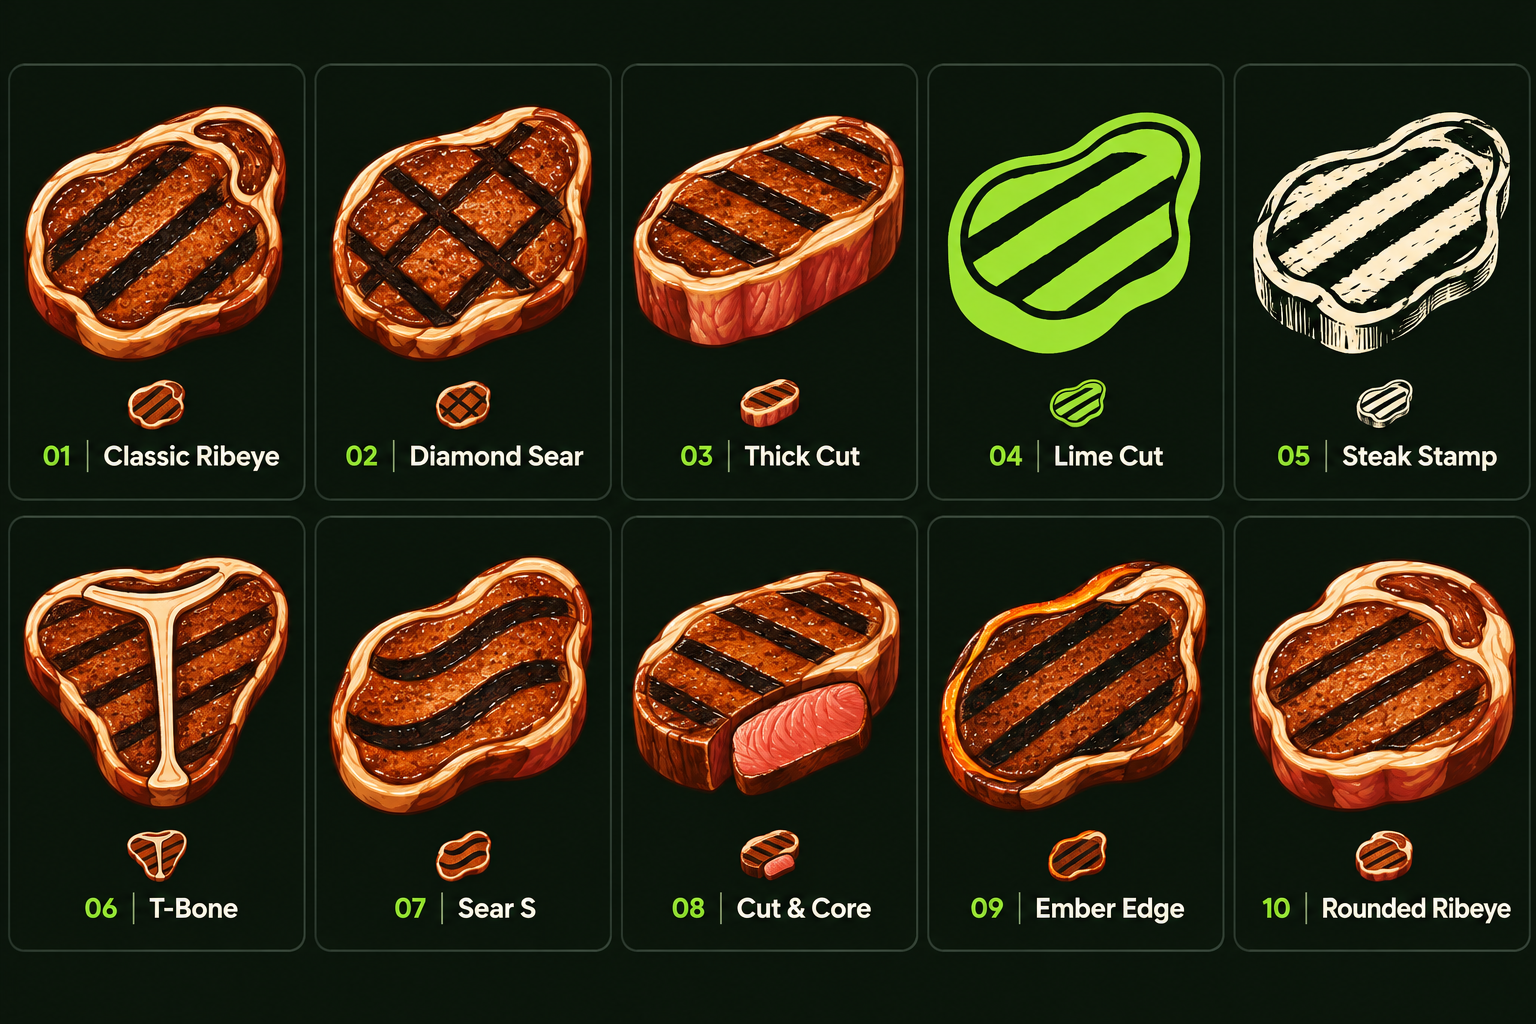 01 | Classic Ribeye
02 | Diamond Sear
03 | Thick Cut
04 | Lime Cut
05 | Steak Stamp
06 | T-Bone
07 | Sear S
08 | Cut & Core
09 | Ember Edge
10 | Rounded Ribeye